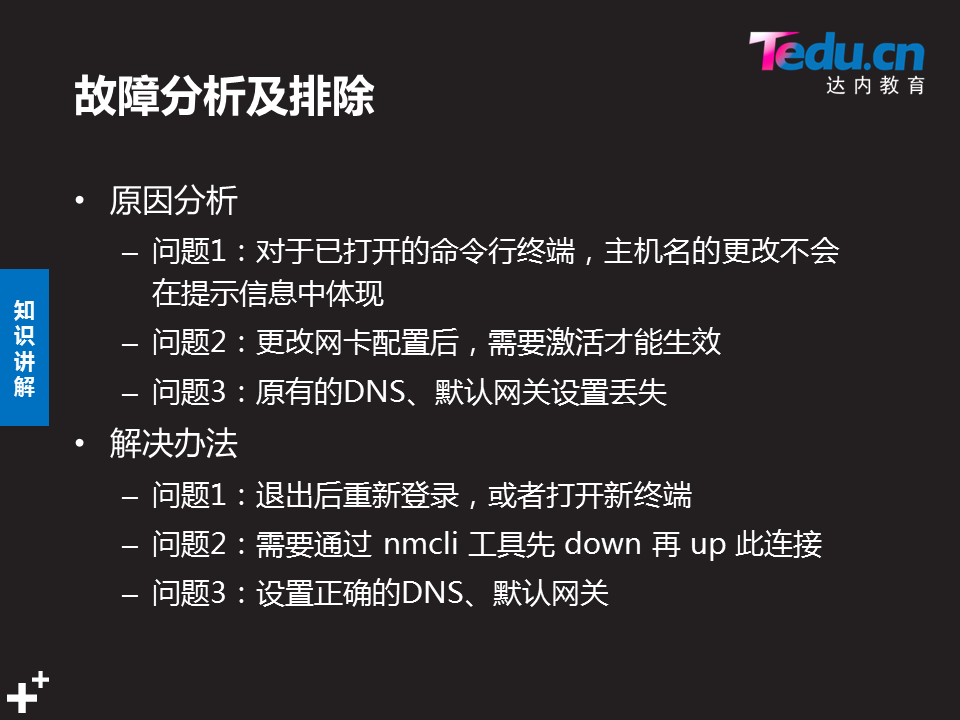 Tedu.cn
达内教育
故障分析及排除
• 原因分析
– 问题1：对于已打开的命令行终端，主机名的更改不会
在提示信息中体现
– 问题2：更改网卡配置后，需要激活才能生效
– 问题3：原有的DNS、默认网关设置丢失
• 解决办法
– 问题1：退出后重新登录，或者打开新终端
– 问题2：需要通过 nmcli 工具先 down 再 up 此连接
– 问题3：设置正确的DNS、默认网关
知
识
讲
解